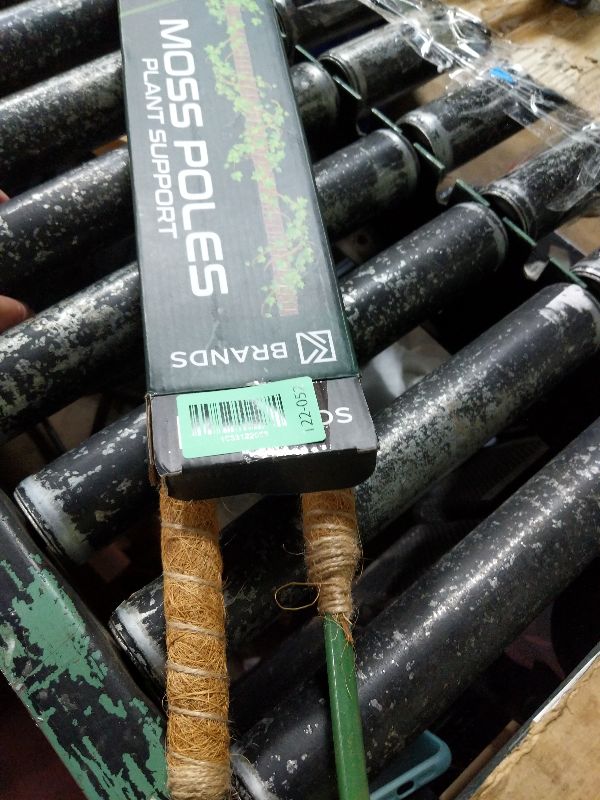 MOSS POLES
PLANT SUPPORT
BRANDS
122-052